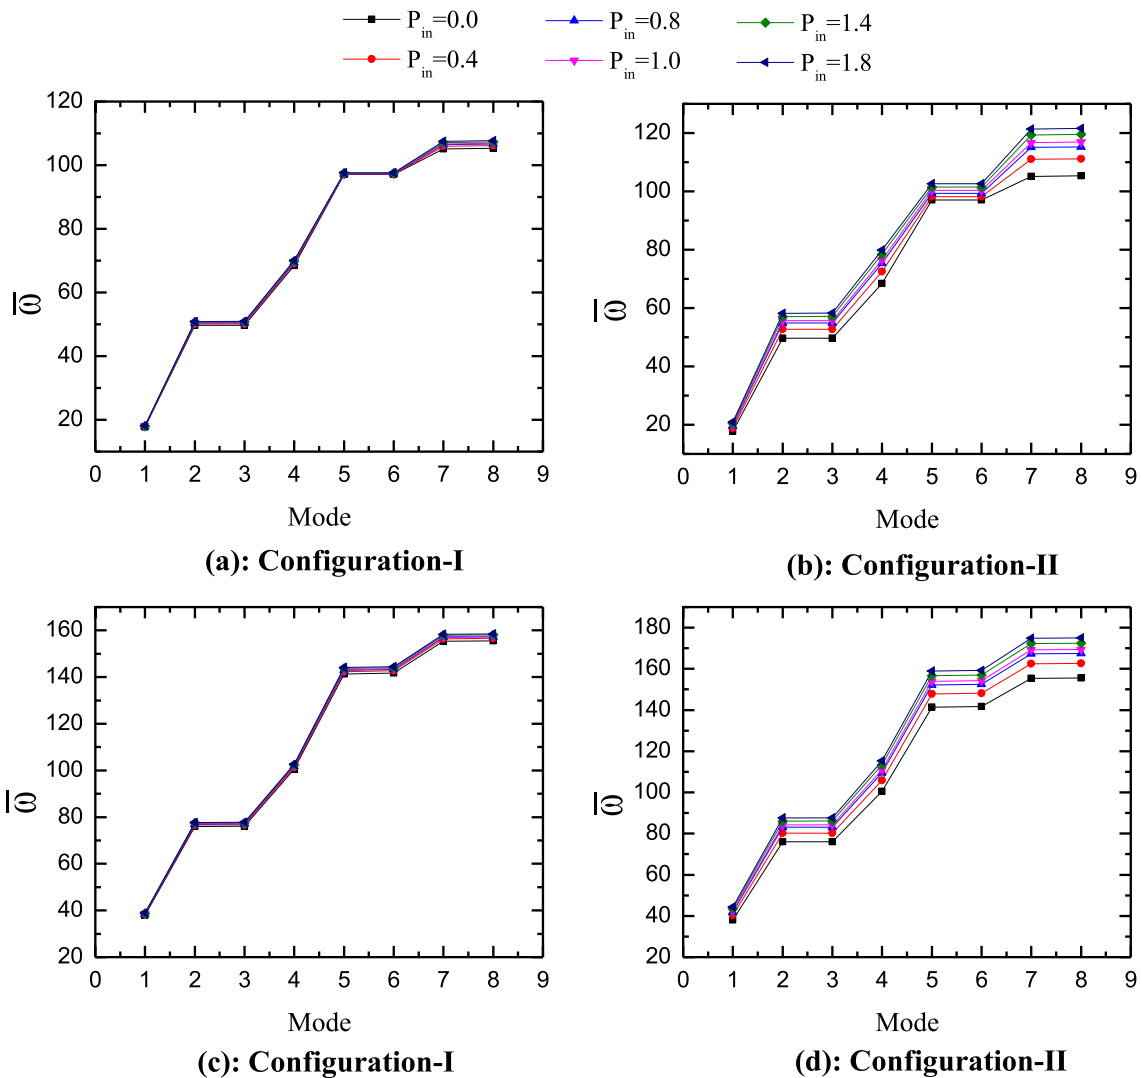 P_in=0.0 P_in=0.8 P_in=1.4
P_in=0.4 P_in=1.0 P_in=1.8
120
100
80
60
40
20
0 1 2 3 4 5 6 7 8 9
ω̅
Mode
(a): Configuration-I
120
100
80
60
40
20
0 1 2 3 4 5 6 7 8 9
ω̅
Mode
(b): Configuration-II
160
140
120
100
80
60
40
20
0 1 2 3 4 5 6 7 8 9
ω̅
Mode
(c): Configuration-I
180
160
140
120
100
80
60
40
20
0 1 2 3 4 5 6 7 8 9
ω̅
Mode
(d): Configuration-II